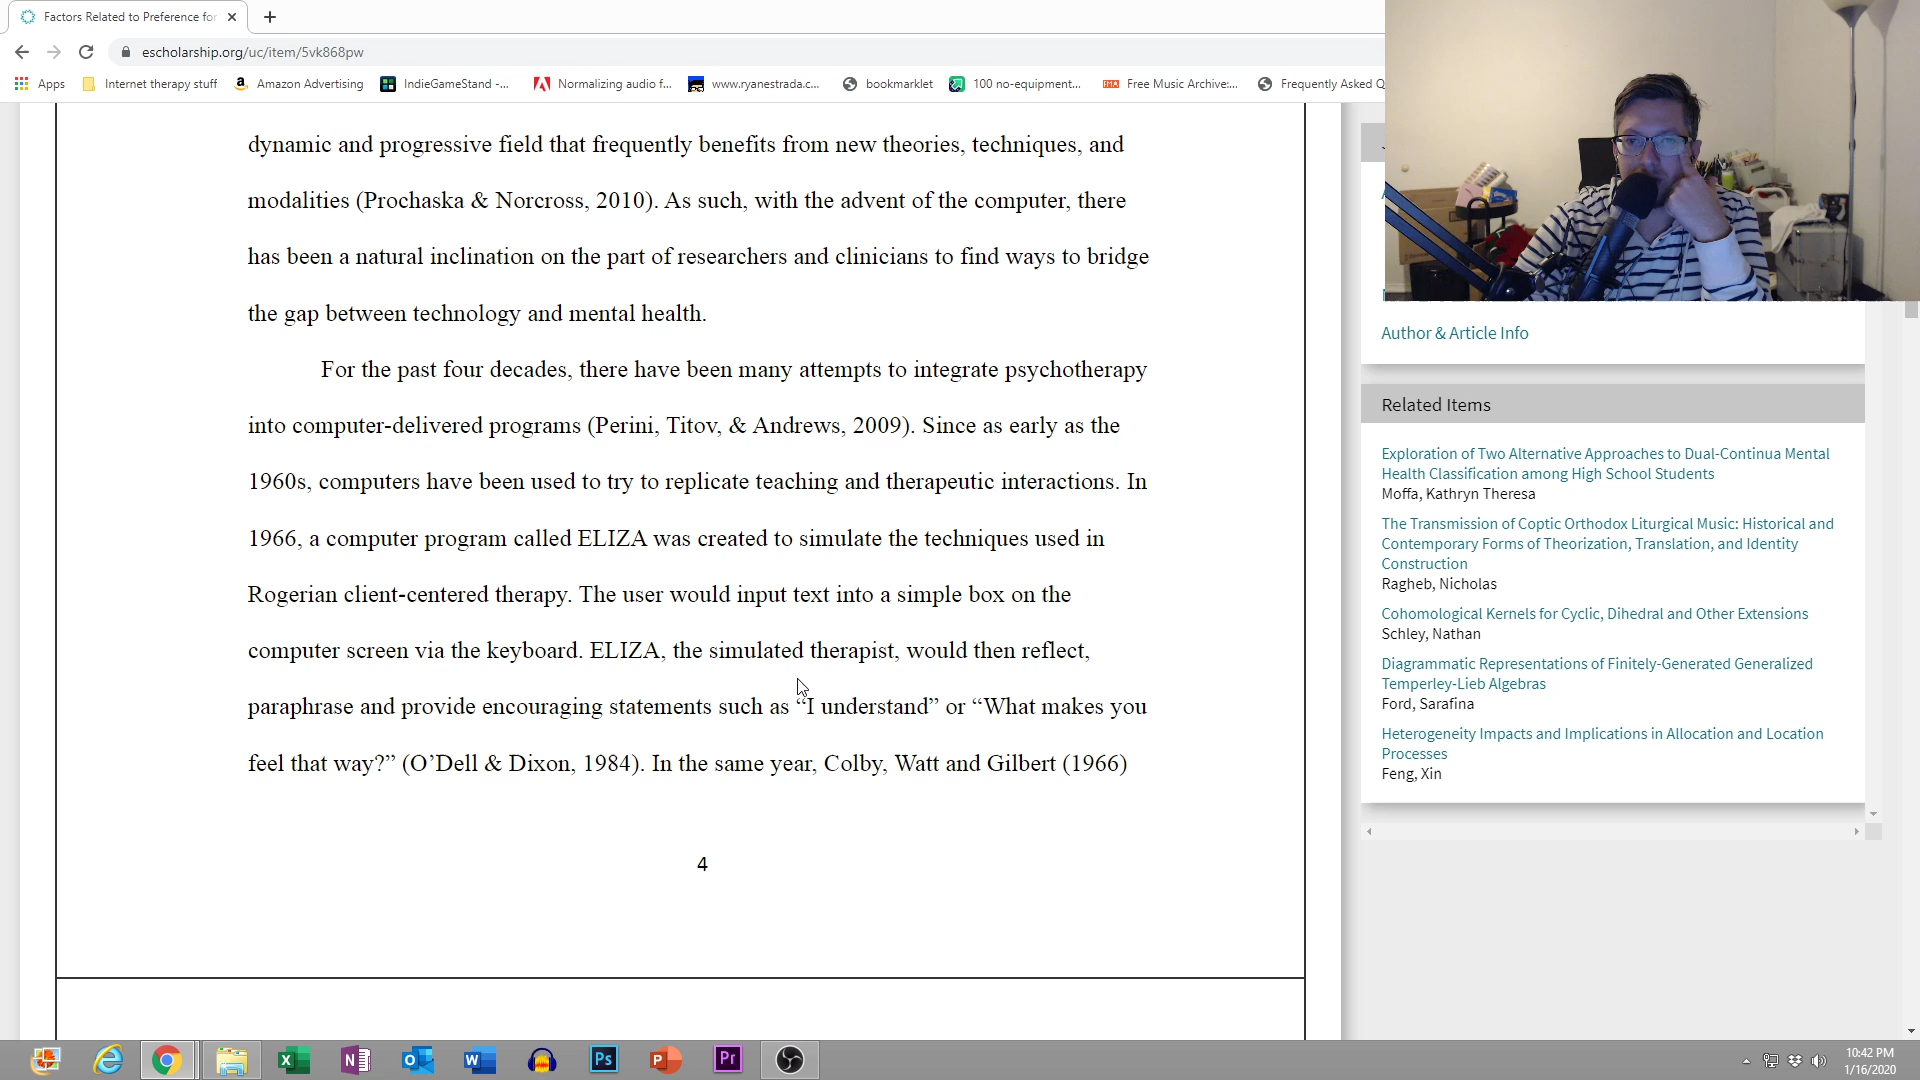 Factors Related to Preference for
escholarship.org/uc/item/5vk868pw
Apps
Internet therapy stuff
Amazon Advertising
IndieGameStand -...
Normalizing audio f...
www.ryanestrada.c...
bookmarklet
100 no-equipment...
Free Music Archive:...
Frequently Asked Q
dynamic and progressive field that frequently benefits from new theories, techniques, and
modalities (Prochaska & Norcross, 2010). As such, with the advent of the computer, there
has been a natural inclination on the part of researchers and clinicians to find ways to bridge
the gap between technology and mental health.
For the past four decades, there have been many attempts to integrate psychotherapy
into computer-delivered programs (Perini, Titov, & Andrews, 2009). Since as early as the
1960s, computers have been used to try to replicate teaching and therapeutic interactions. In
1966, a computer program called ELIZA was created to simulate the techniques used in
Rogerian client-centered therapy. The user would input text into a simple box on the
computer screen via the keyboard. ELIZA, the simulated therapist, would then reflect,
paraphrase and provide encouraging statements such as “I understand” or “What makes you
feel that way?” (O’Dell & Dixon, 1984). In the same year, Colby, Watt and Gilbert (1966)
4
Author & Article Info
Related Items
Exploration of Two Alternative Approaches to Dual-Continua Mental
Health Classification among High School Students
Moffa, Kathryn Theresa
The Transmission of Coptic Orthodox Liturgical Music: Historical and
Contemporary Forms of Theorization, Translation, and Identity
Construction
Ragheb, Nicholas
Cohomological Kernels for Cyclic, Dihedral and Other Extensions
Schley, Nathan
Diagrammatic Representations of Finitely-Generated Generalized
Temperley-Lieb Algebras
Ford, Sarafina
Heterogeneity Impacts and Implications in Allocation and Location
Processes
Feng, Xin
10:42 PM
1/16/2020